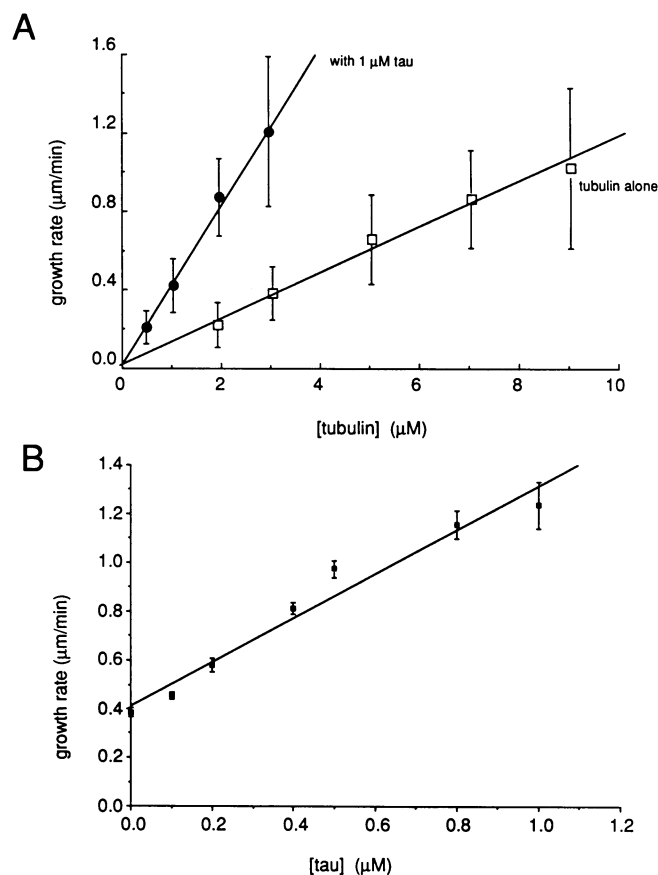 A
1.6
with 1 μM tau
1.2
growth rate (μm/min)
0.8
tubulin alone
0.4
0.0
0 2 4 6 8 10
[tubulin] (μM)
B
1.4
1.2
1.0
growth rate (μm/min)
0.8
0.6
0.4
0.2
0.0
0.0 0.2 0.4 0.6 0.8 1.0 1.2
[tau] (μM)